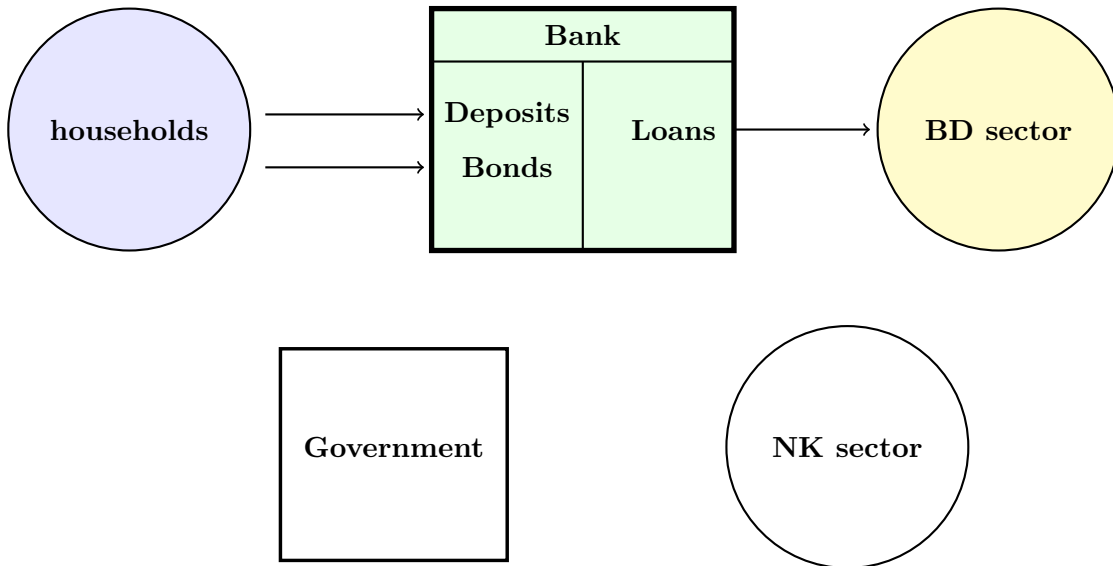 Bank
households
Deposits
Loans
BD sector
Bonds
Government
NK sector